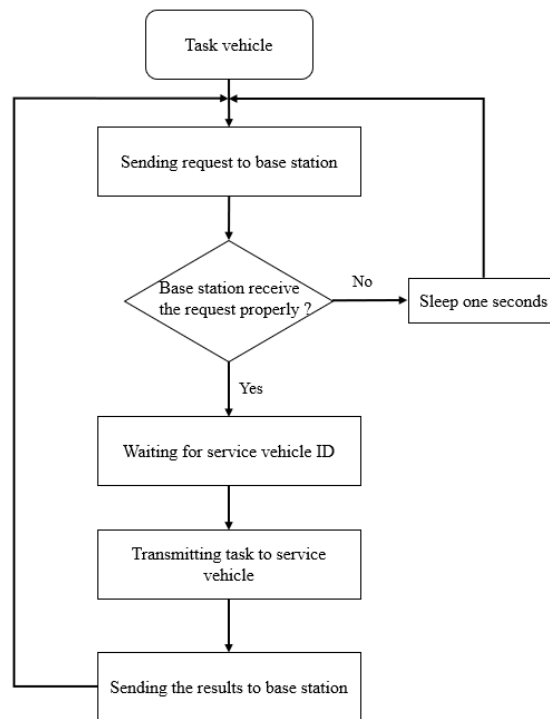 Task vehicle
Sending request to base station
Base station receive
the request properly ?
No
Sleep one seconds
Yes
Waiting for service vehicle ID
Transmitting task to service
vehicle
Sending the results to base station